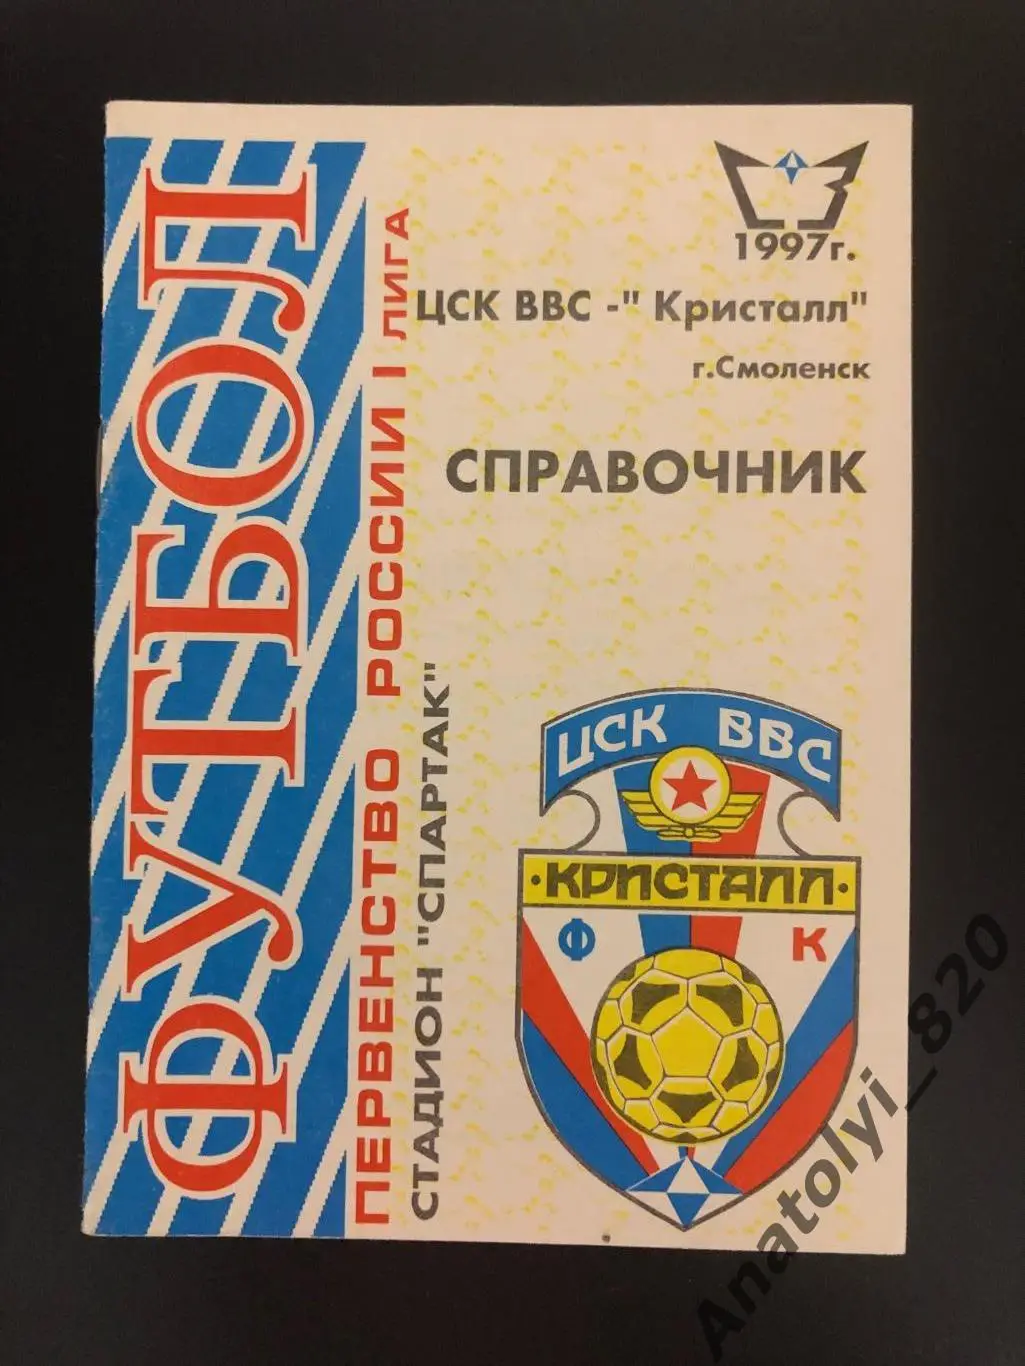 ФУТБОЛ
ПЕРВЕНСТВО РОССИИ I ЛИГА
СТАДИОН "СПАРТАК"
1997г.
ЦСК ВВС -" Кристалл"
г.Смоленск
СПРАВОЧНИК
ЦСК ВВС
·КРИСТАЛЛ·
Ф К
Anatolyi_820